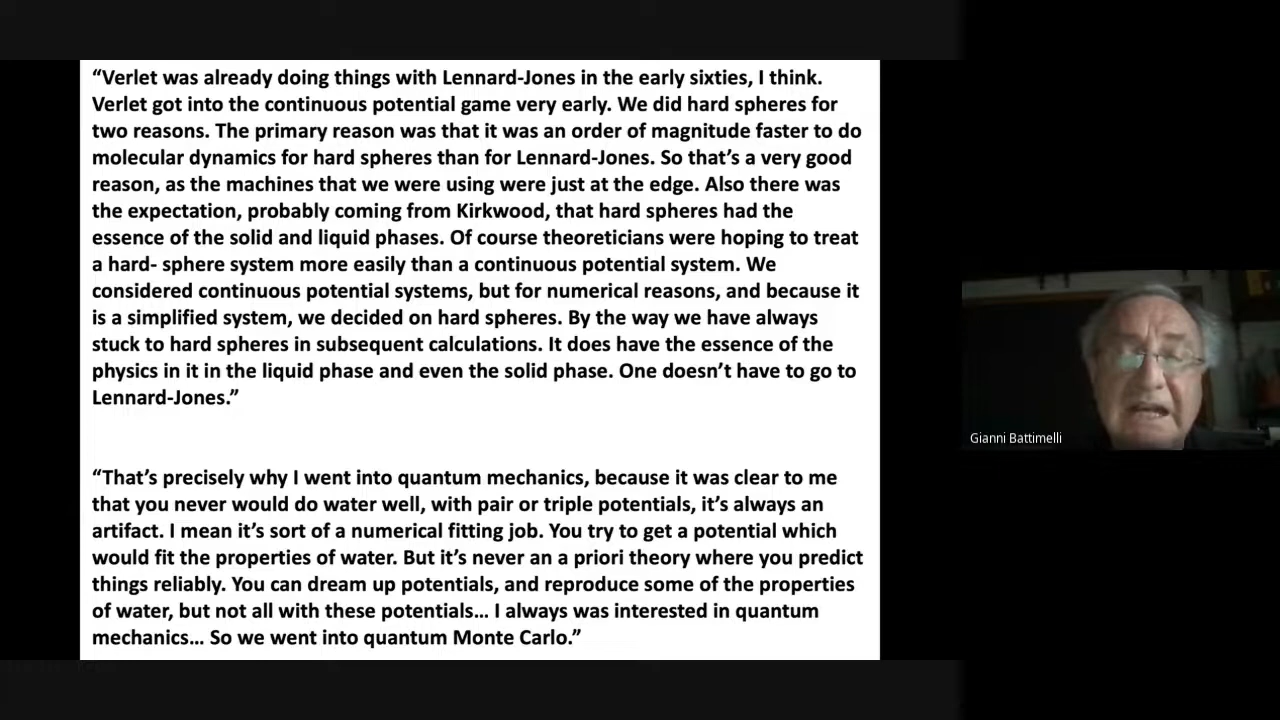 “Verlet was already doing things with Lennard-Jones in the early sixties, I think.
Verlet got into the continuous potential game very early. We did hard spheres for
two reasons. The primary reason was that it was an order of magnitude faster to do
molecular dynamics for hard spheres than for Lennard-Jones. So that’s a very good
reason, as the machines that we were using were just at the edge. Also there was
the expectation, probably coming from Kirkwood, that hard spheres had the
essence of the solid and liquid phases. Of course theoreticians were hoping to treat
a hard- sphere system more easily than a continuous potential system. We
considered continuous potential systems, but for numerical reasons, and because it
is a simplified system, we decided on hard spheres. By the way we have always
stuck to hard spheres in subsequent calculations. It does have the essence of the
physics in it in the liquid phase and even the solid phase. One doesn’t have to go to
Lennard-Jones.”
“That’s precisely why I went into quantum mechanics, because it was clear to me
that you never would do water well, with pair or triple potentials, it’s always an
artifact. I mean it’s sort of a numerical fitting job. You try to get a potential which
would fit the properties of water. But it’s never an a priori theory where you predict
things reliably. You can dream up potentials, and reproduce some of the properties
of water, but not all with these potentials... I always was interested in quantum
mechanics... So we went into quantum Monte Carlo.”
Gianni Battimelli